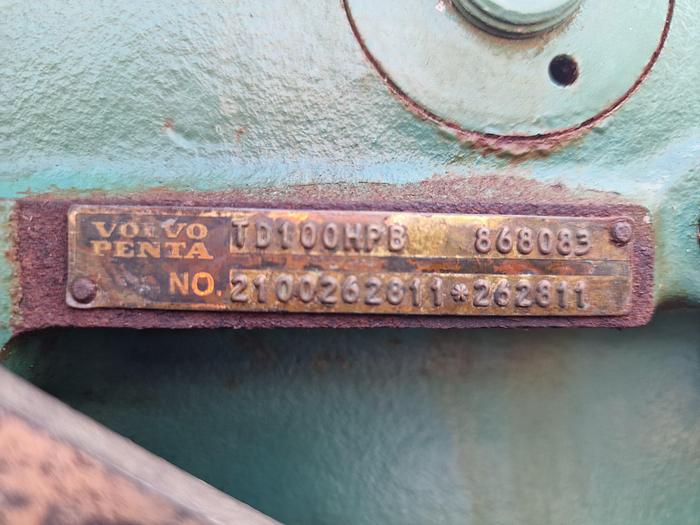 VOLVO PENTA TD100HPB 868083
NO. 2100262811*262811